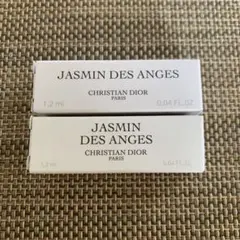 JASMIN DES ANGES
CHRISTIAN DIOR
PARIS
1.2 ml 0.04 FL.OZ
JASMIN
DES ANGES
CHRISTIAN DIOR
PARIS